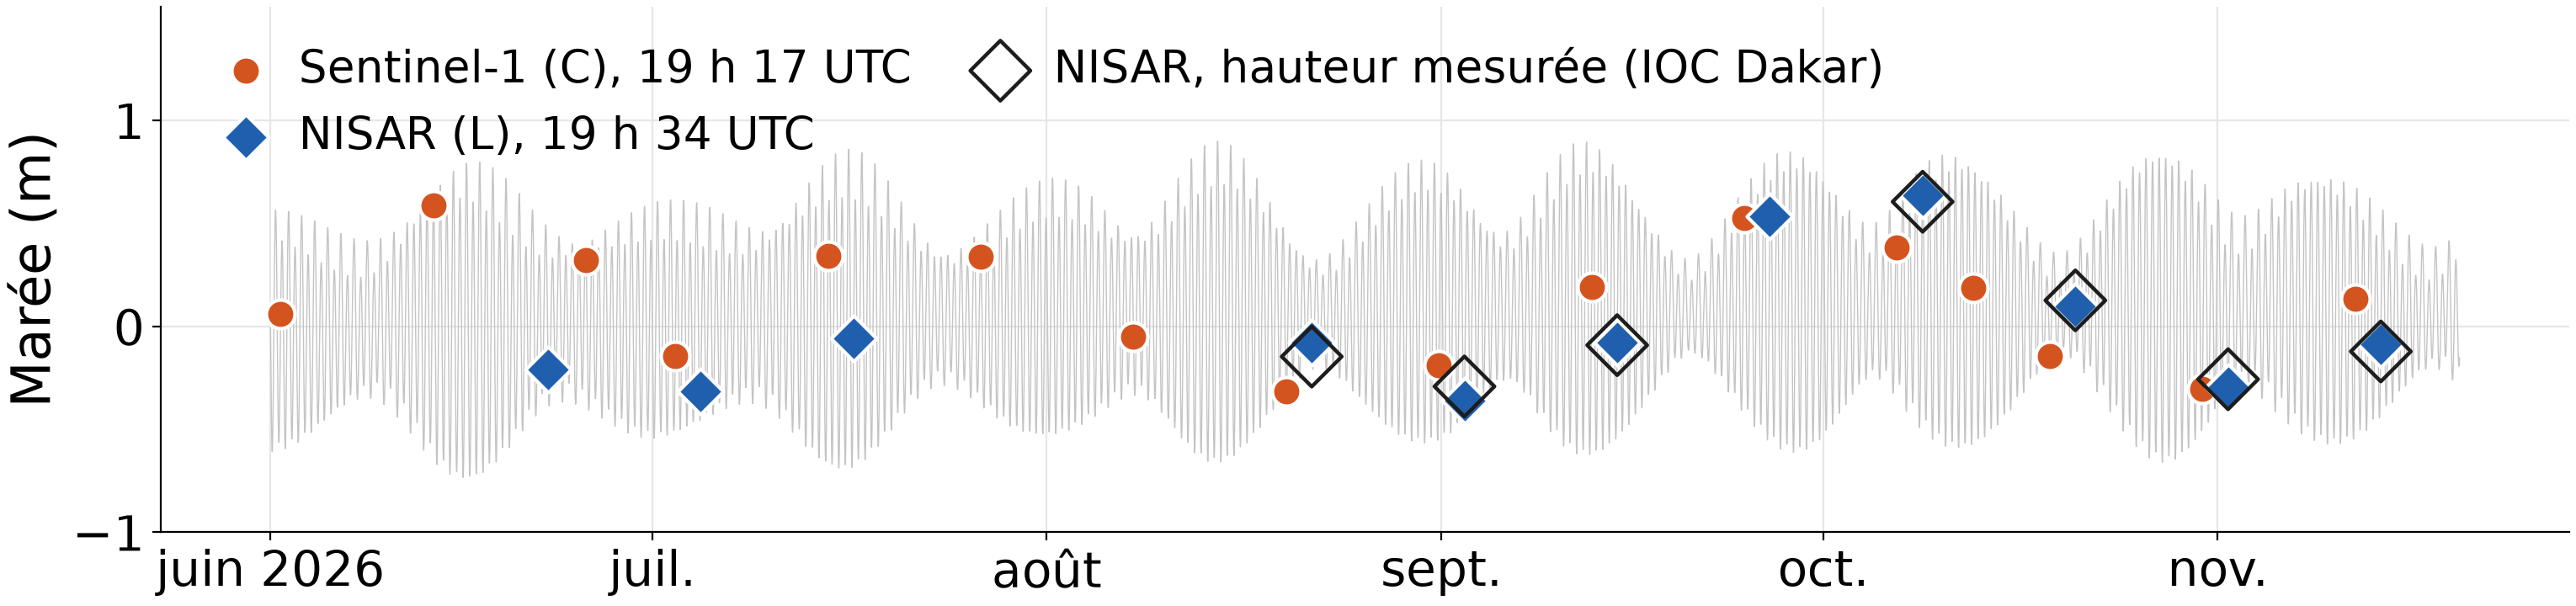 Sentinel-1 (C), 19 h 17 UTC
NISAR (L), 19 h 34 UTC
NISAR, hauteur mesurée (IOC Dakar)
Marée (m)
1
0
−1
juin 2026
juil.
août
sept.
oct.
nov.